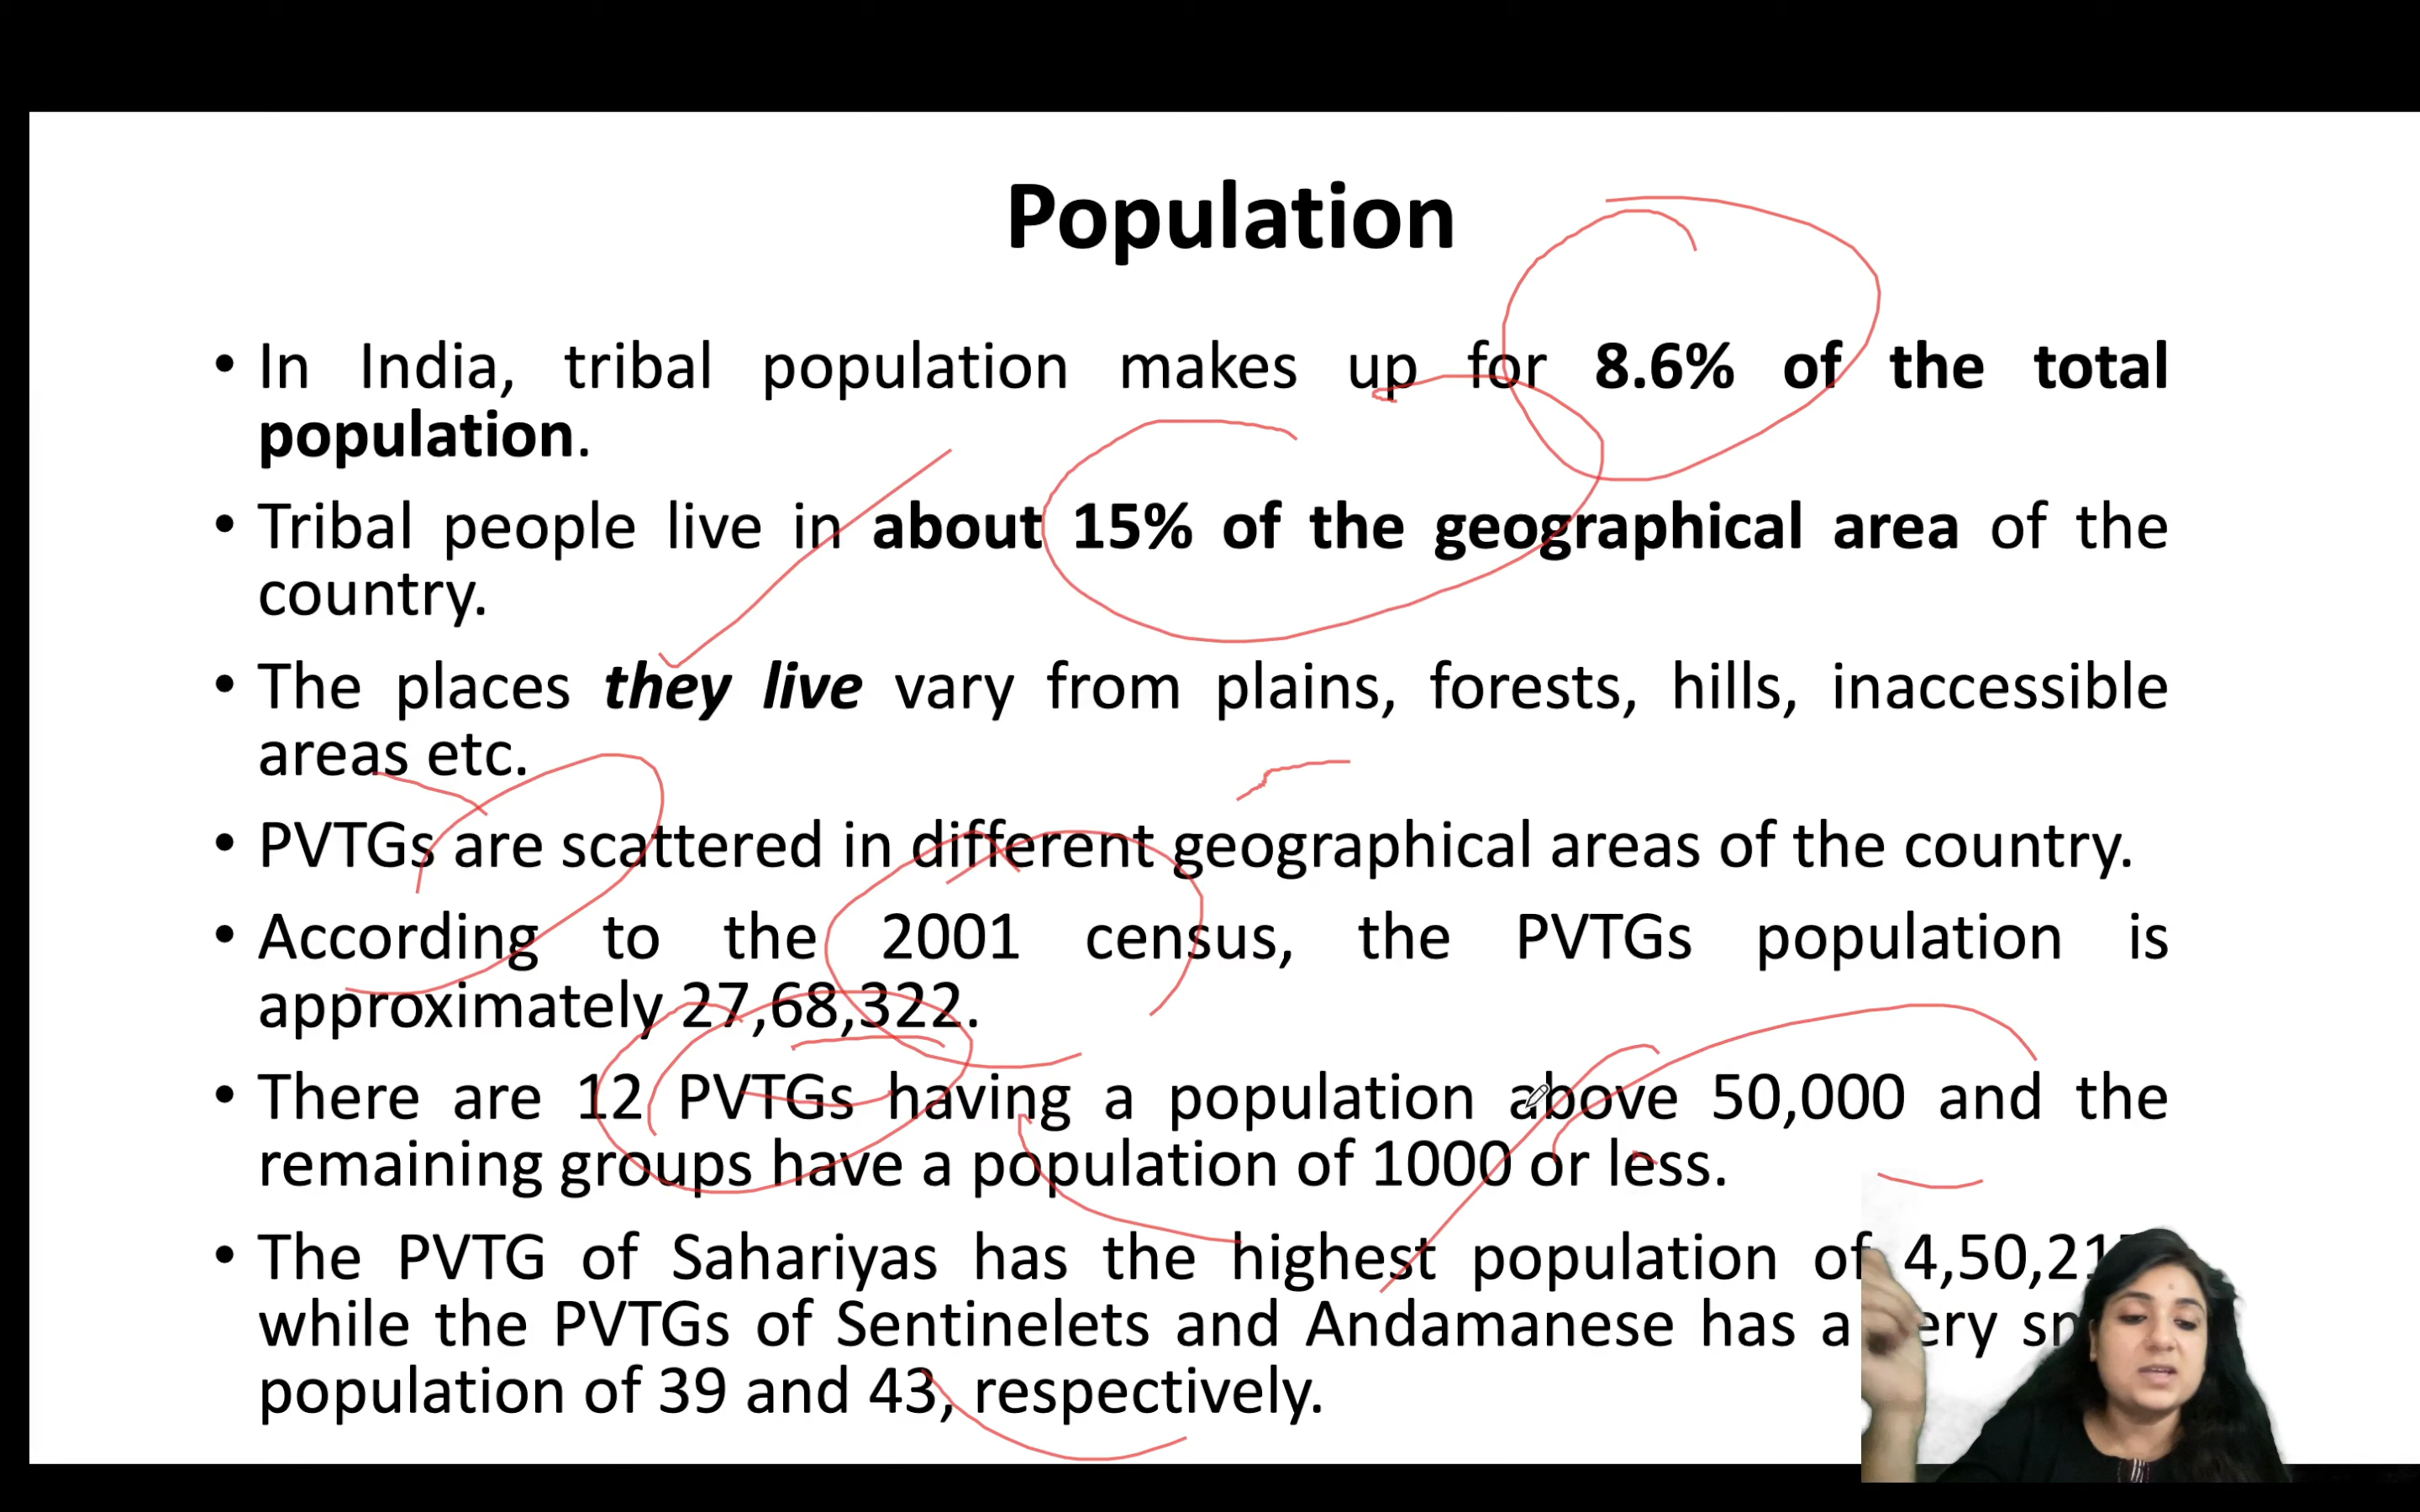 Population
• In India, tribal population makes up for 8.6% of the total
population.
• Tribal people live in about 15% of the geographical area of the
country.
• The places they live vary from plains, forests, hills, inaccessible
areas etc.
• PVTGs are scattered in different geographical areas of the country.
• According to the 2001 census, the PVTGs population is
approximately 27,68,322.
• There are 12 PVTGs having a population above 50,000 and the
remaining groups have a population of 1000 or less.
• The PVTG of Sahariyas has the highest population of
while the PVTGs of Sentinelets and Andamanese has a
population of 39 and 43, respectively.